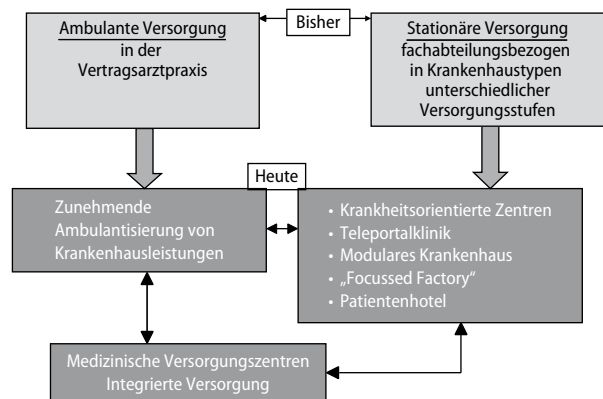 Ambulante Versorgung
in der
Vertragsarztpraxis
Bisher
Stationäre Versorgung
fachabteilungsbezogen
in Krankenhaustypen
unterschiedlicher
Versorgungsstufen
Heute
Zunehmende
Ambulantisierung von
Krankenhausleistungen
• Krankheitsorientierte Zentren
• Teleportalklinik
• Modulares Krankenhaus
• „Focussed Factory“
• Patientenhotel
Medizinische Versorgungszentren
Integrierte Versorgung